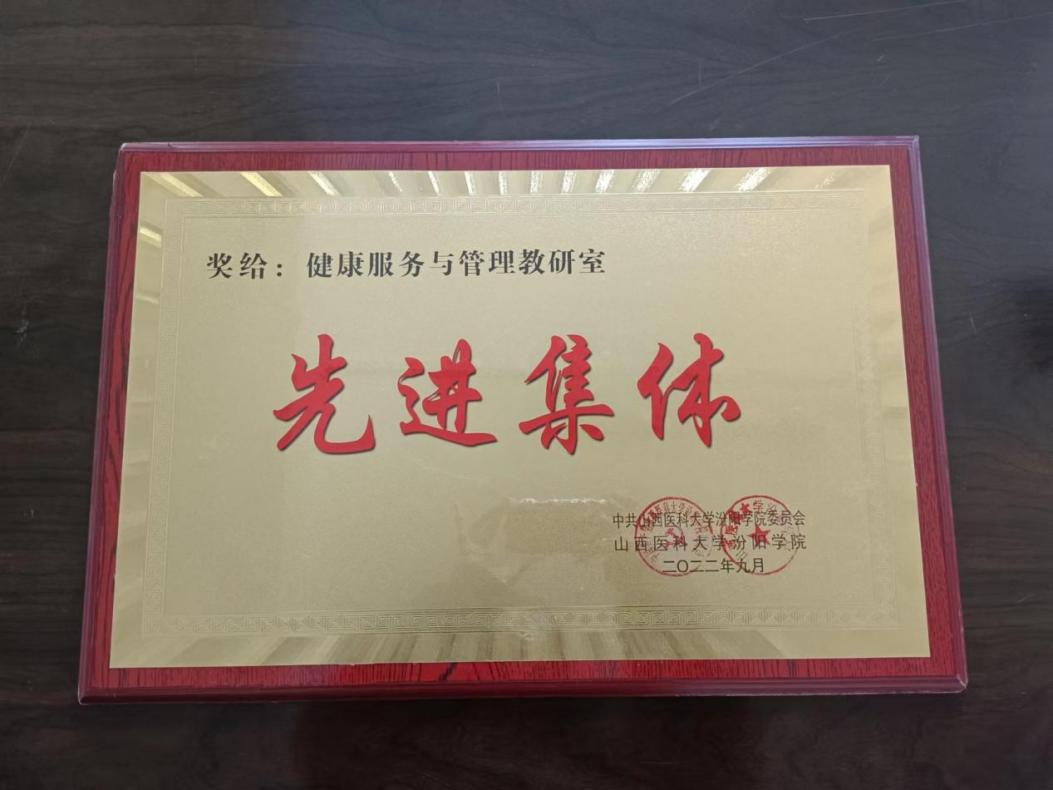 奖给：健康服务与管理教研室
先进集体
中共山西医科大学汾阳学院委员会
山西医科大学汾阳学院
二〇二二年九月